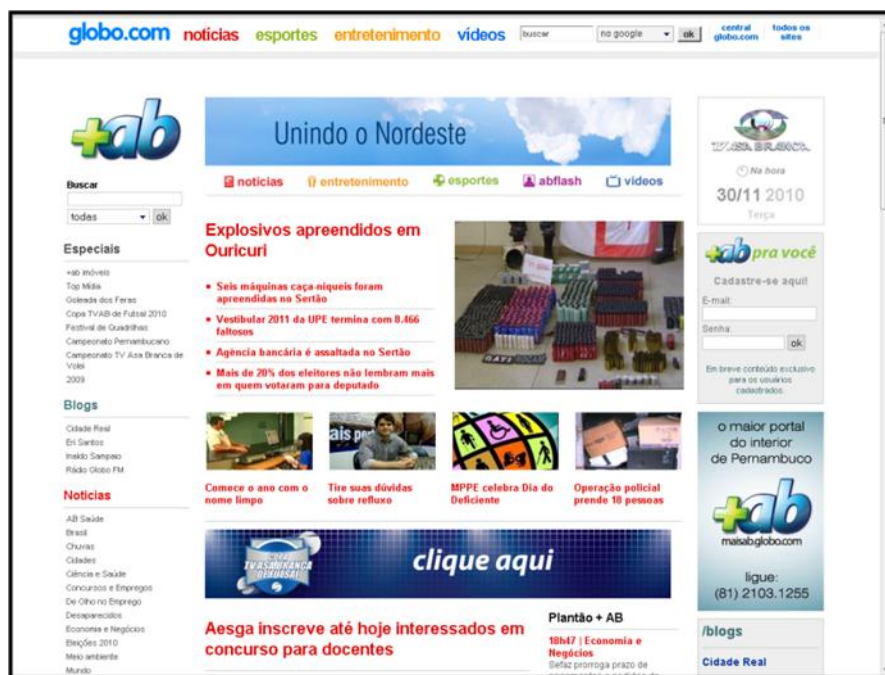 globo.com notícias esportes entretenimento vídeos buscar no google ok central globo.com todos os sites
+ab
Buscar
todas ok
Especiais
+ab imóveis
Top Mídia
Goleada dos Feras
Copa TVAB de Futsal 2010
Festival de Quadrilhas
Campeonato Pernambucano
Campeonato TV Asa Branca de
Volei
2009
Blogs
Cidade Real
Eri Santos
Inaldo Sampaio
Rádio Globo FM
Notícias
AB Saúde
Brasil
Chuvas
Cidades
Ciência e Saúde
Concursos e Empregos
De Olho no Emprego
Desaparecidos
Economia e Negócios
Eleições 2010
Meio ambiente
Mundo
Unindo o Nordeste
notícias entretenimento esportes abflash vídeos
Explosivos apreendidos em
Ouricuri
Seis máquinas caça-níqueis foram
apreendidas no Sertão
Vestibular 2011 da UPE termina com 8.466
faltosos
Agência bancária é assaltada no Sertão
Mais de 20% dos eleitores não lembram mais
em quem votaram para deputado
Comece o ano com o
nome limpo
Tire suas dúvidas
sobre refluxo
MPPE celebra Dia do
Deficiente
Operação policial
prende 18 pessoas
COPA
TV ASA BRANCA
DE FUTSAL
clique aqui
Aesga inscreve até hoje interessados em
concurso para docentes
Plantão + AB
18h47 | Economia e
Negócios
Sefaz prorroga prazo de
TV ASA BRANCA
Na hora
30/11 2010
Terça
+ab pra você
Cadastre-se aqui!
E-mail:
Senha:
ok
Em breve conteúdo exclusivo
para os usuários
cadastrados.
o maior portal
do interior
de Pernambuco
+ab
maisab.globo.com
ligue:
(81) 2103.1255
/blogs
Cidade Real